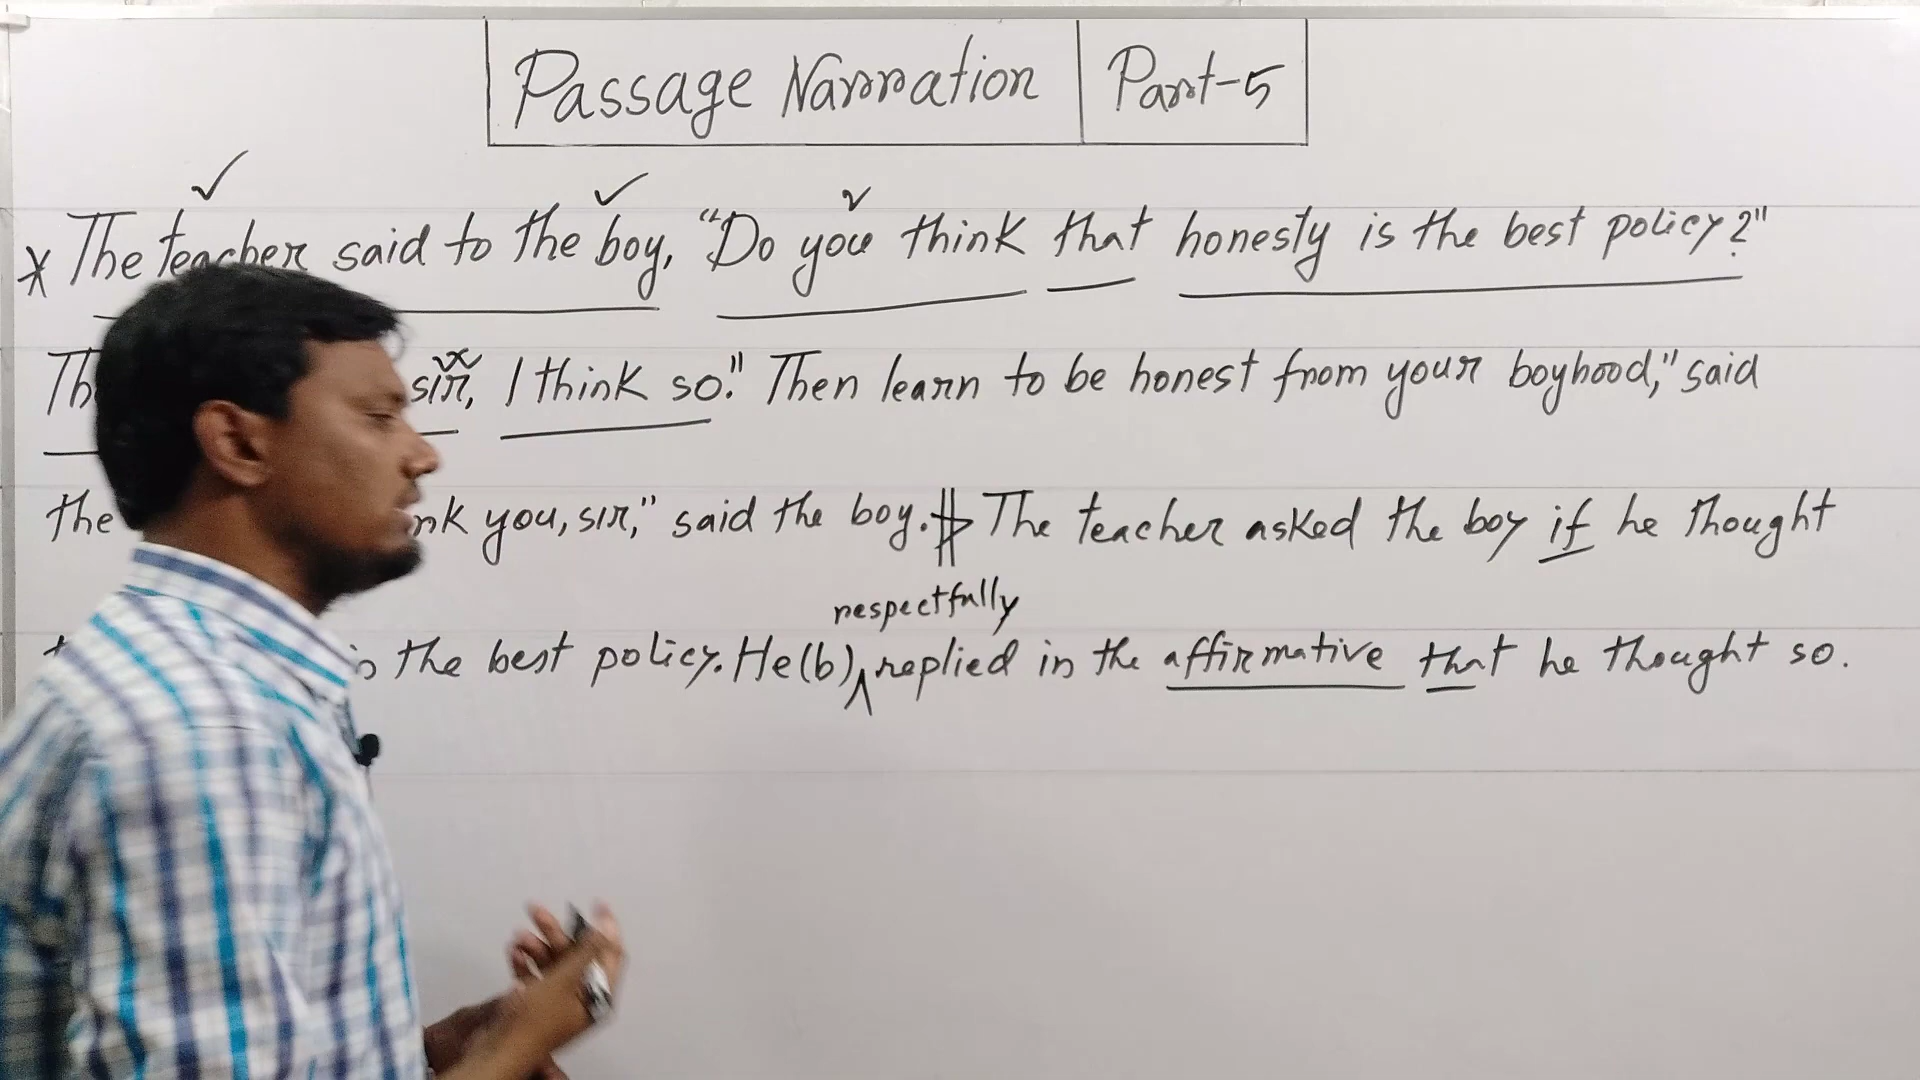 Passage Narration Part-5
* The teacher said to the boy, "Do you think that honesty is the best policy?"
sir, I think so." Then learn to be honest from your boyhood," said
the you, sir," said the boy. The teacher asked the boy if he thought
respectfully
the best policy. He(b) replied in the affirmative that he thought so.